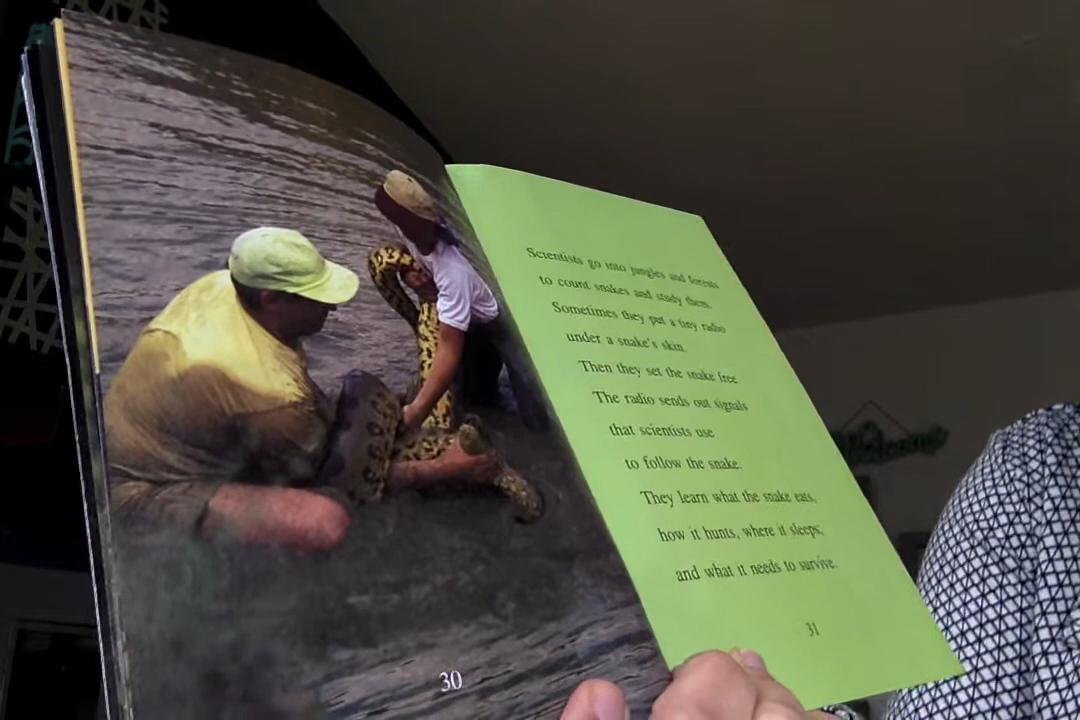 Scientists go into jungles and forests
to count snakes and study them.
Sometimes they put a tiny radio
under a snake's skin.
Then they set the snake free
The radio sends out signals
that scientists use
to follow the snake.
They learn what the snake eats,
how it hunts, where it sleeps,
and what it needs to survive.
30
31